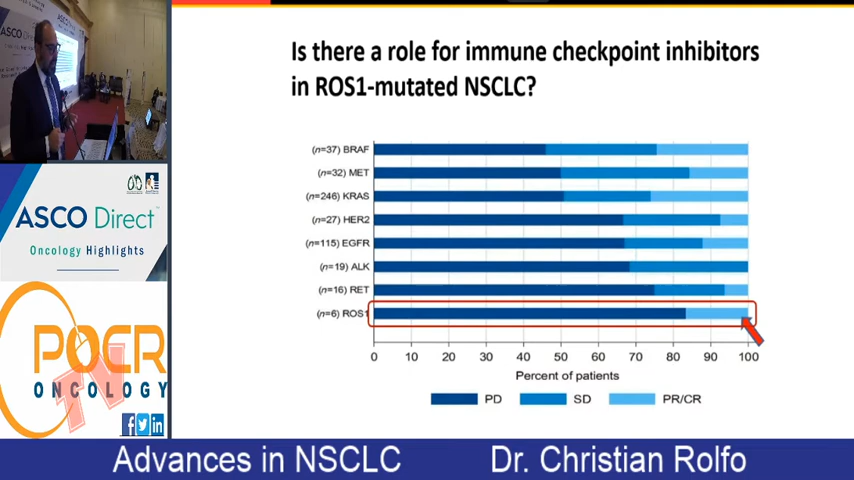 Is there a role for immune checkpoint inhibitors
in ROS1-mutated NSCLC?
(n=37) BRAF
(n=32) MET
(n=246) KRAS
(n=27) HER2
(n=115) EGFR
(n=19) ALK
(n=16) RET
(n=6) ROS1
0 10 20 30 40 50 60 70 80 90 100
Percent of patients
PD SD PR/CR
ASCO Direct™
Oncology Highlights
POCR
ONCOLOGY
TV
Advances in NSCLC Dr. Christian Rolfo